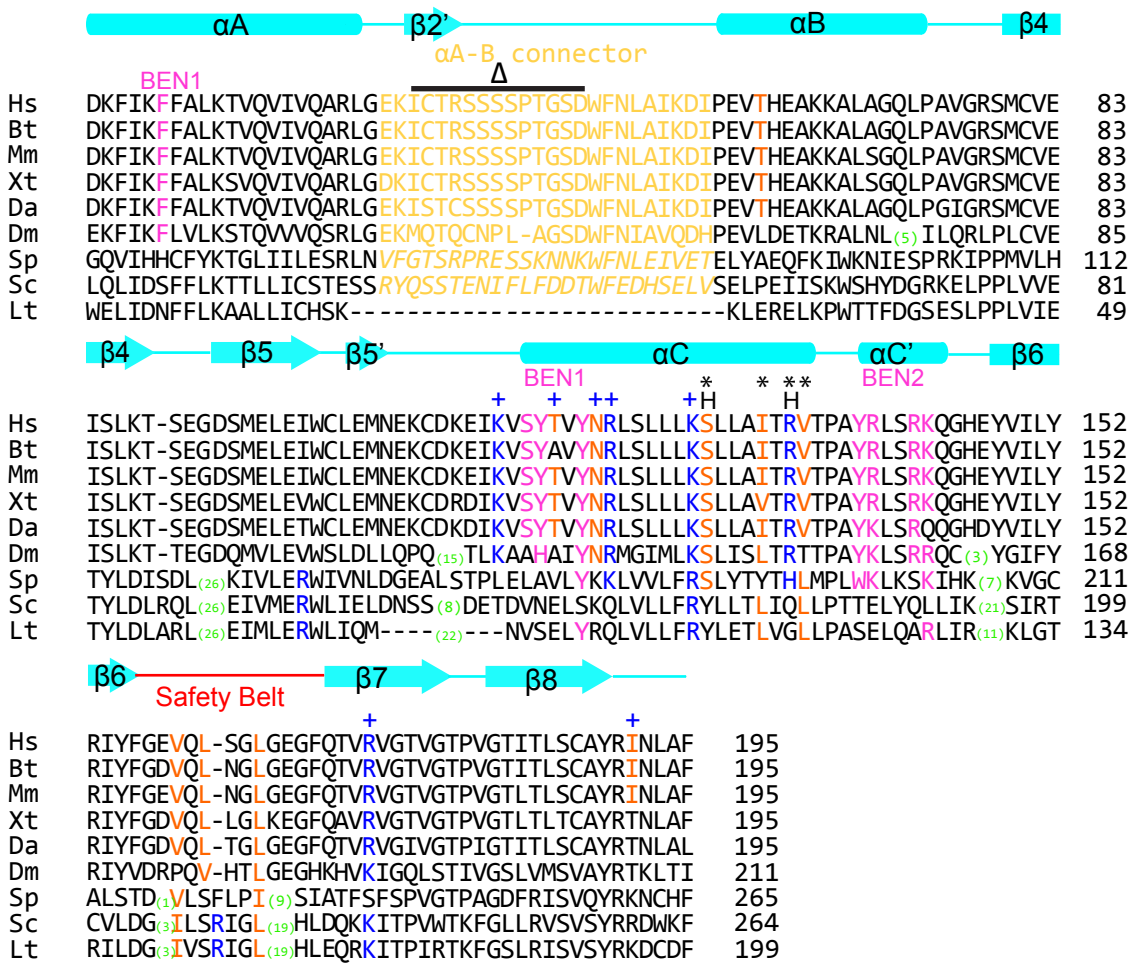 αA β2’ αB β4
αA-B connector
BEN1 Δ
Hs DKFIKFFALKTVQVIVQARLGEKICTRSSSSPTGSDWFNLAIKDIPEVTHEAKKALAGQLPAVGRSMCVE 83
Bt DKFIKFFALKTVQVIVQARLGEKICTRSSSSPTGSDWFNLAIKDIPEVTHEAKKALAGQLPAVGRSMCVE 83
Mm DKFIKFFALKTVQVIVQARLGEKICTRSSSSPTGSDWFNLAIKDIPEVTHEAKKALSGQLPAVGRSMCVE 83
Xt DKFIKFFALKSVQVIVQARLGEKICTRSSSSPTGSDWFNLAIKDIPEVTHEAKKALSGQLPAVGRSMCVE 83
Da DKFIKFFALKTVQVIVQARLGEKISTCSSSSPTGSDWFNLAIKDIPEVTHEAKKALAGQLPGIGRSMCVE 83
Dm EKFIKFLVLKSTQVVVQSRLGEKMQTQCNPL-AGSDWFNIAVQDHPEVLDETKRALNL(5)ILQRLPLCVE 85
Sp GQVIHHCFYKTGLIILESRLNVFGTSRPRESSKNNKWFNLEIVETELYAEQFKIWKNIESPRKIPPMVLH 112
Sc LQLIDSFFLKTTLLICSTESSRYQSSTENIFLFDDTWFEDHSELVSELPEIISKWSHYDGRKELPPLVVE 81
Lt WELIDNFFLKAALLICHSK-------------------------KLERELKPWTTFDGSESLPPLVIE 49
β4 β5 β5’ αC αC’ β6
BEN1 * * ** BEN2
+ + ++ +H H
Hs ISLKT-SEGDSMELEIWCLEMNEKCDKEIKVSYTVYNRLSLLLKSLLAITRVTPAYRLSRKQGHEYVILY 152
Bt ISLKT-SEGDSMELEIWCLEMNEKCDKEIKVSYAVYNRLSLLLKSLLAITRVTPAYRLSRKQGHEYVILY 152
Mm ISLKT-SEGDSMELEIWCLEMNEKCDKEIKVSYTVYNRLSLLLKSLLAITRVTPAYRLSRKQGHEYVILY 152
Xt ISLKT-SEGDSMELEVWCLEMNEKCDRDIKVSYTVYNRLSLLLKSLLAVTRVTPAYRLSRKQGHEYVILY 152
Da ISLKT-SEGDSMELETWCLEMNEKCDKDIKVSYTVYNRLSLLLKSLLAITRVTPAYKLSRQQGHDYVILY 152
Dm ISLKT-TEGDQMVLEVWSLDLLQPQ(15)TLKAAHAIYNRMGIMLKSLISLTRTTPAYKLSRRQC(3)YGIFY 168
Sp TYLDISDL(26)KIVLERWIVNLDGEALSTPLELAVLYKKLVVLFRSLYTYTHLMPLWKLKSKIHK(7)KVGC 211
Sc TYLDLRQL(26)EIVMERWLIELDNSS(8)DETDVNELSKQLVLLFRYLLTLIQLLPTTELYQLLIK(21)SIRT 199
Lt TYLDLARL(26)EIMLERWLIQM----(22)---NVSELYRQLVLLFRYLETLVGLLPASELQARLIR(11)KLGT 134
β6 β7 β8
Safety Belt
+ +
Hs RIYFGEVQL-SGLGEGFQTVRVGTVGTPVGTITLSCAYRINLAF 195
Bt RIYFGDVQL-NGLGEGFQTVRVGTVGTPVGTITLSCAYRINLAF 195
Mm RIYFGEVQL-NGLGEGFQTVRVGTVGTPVGTLTLSCAYRINLAF 195
Xt RIYFGDVQL-LGLKEGFQAVRVGTVGTPVGTLTLTCAYRTNLAF 195
Da RIYFGDVQL-TGLGEGFQTVRVGIVGTPIGTITLSCAYRTNLAL 195
Dm RIYVDRPQV-HTLGEGHKHVKIGQLSTIVGSLVMSVAYRTKLTI 211
Sp ALSTD(1)VLSFLPI(9)SIATFSFSPVGTPAGDFRISVQYRKNCHF 265
Sc CVLDG(3)ILSRIGL(19)HLDQKKITPVWTKFGLLRVSVSYRRDWKF 264
Lt RILDG(3)IVSRIGL(19)HLEQRKITPIRTKFGSLRISVSYRKDCDF 199